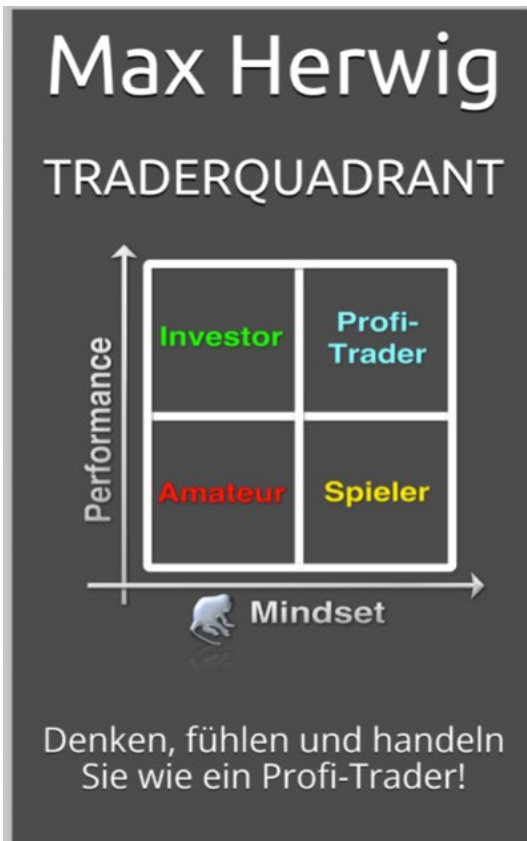 Max Herwig
TRADERQUADRANT
Performance
Investor
Profi-
Trader
Amateur
Spieler
Mindset
Denken, fühlen und handeln
Sie wie ein Profi-Trader!